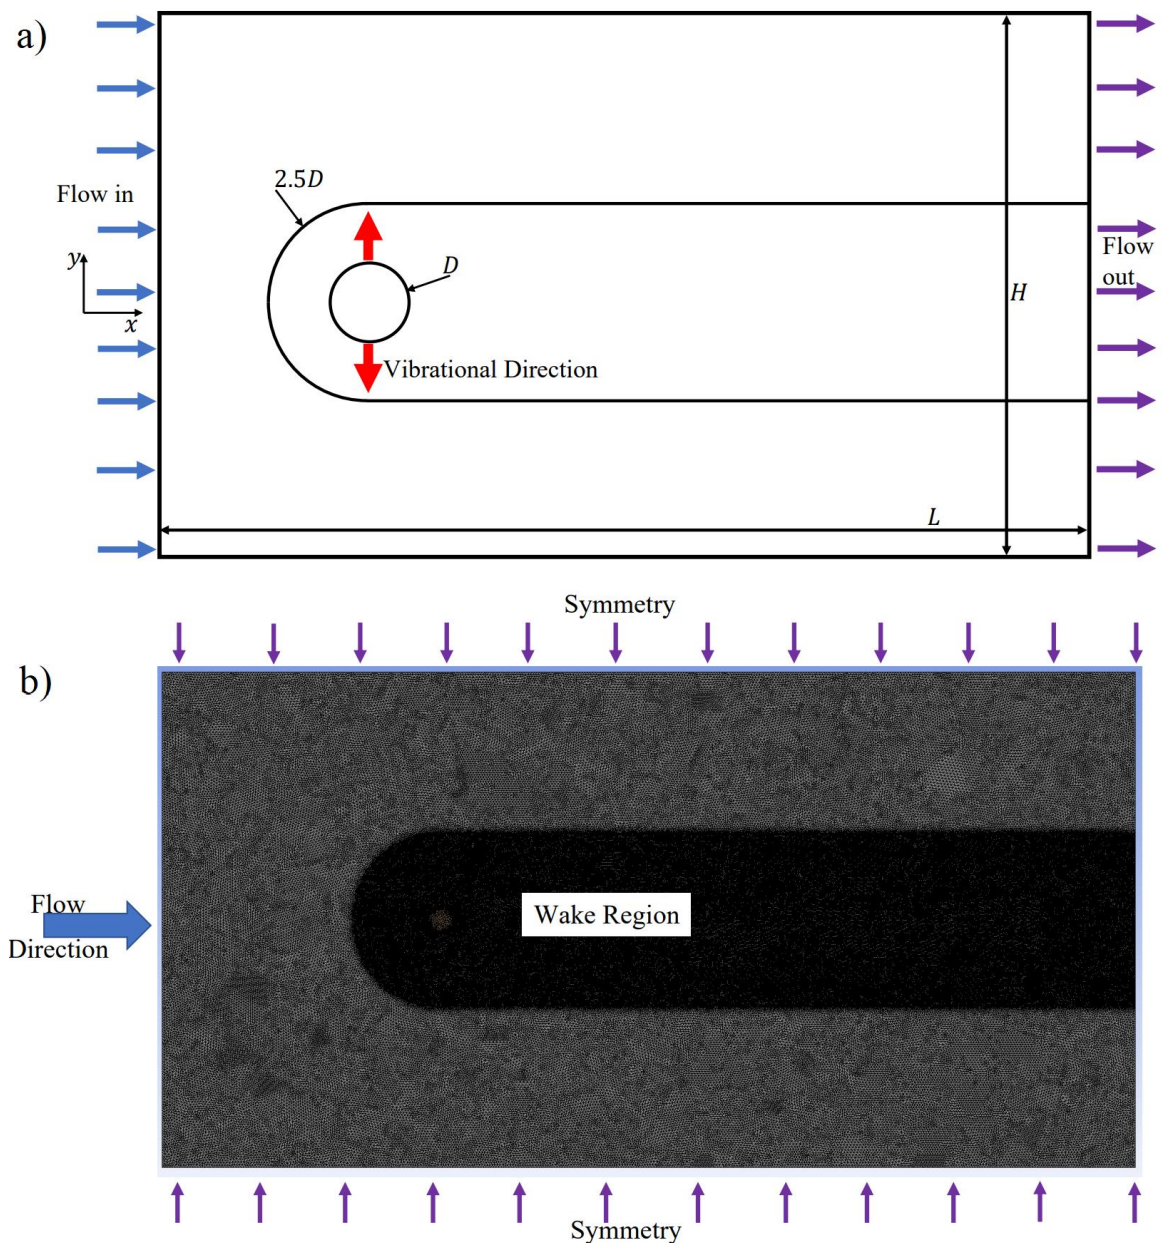 a)
Flow in
2.5D
D
y
x
H
Flow
out
Vibrational Direction
L
Symmetry
b)
Flow
Direction
Wake Region
Symmetry